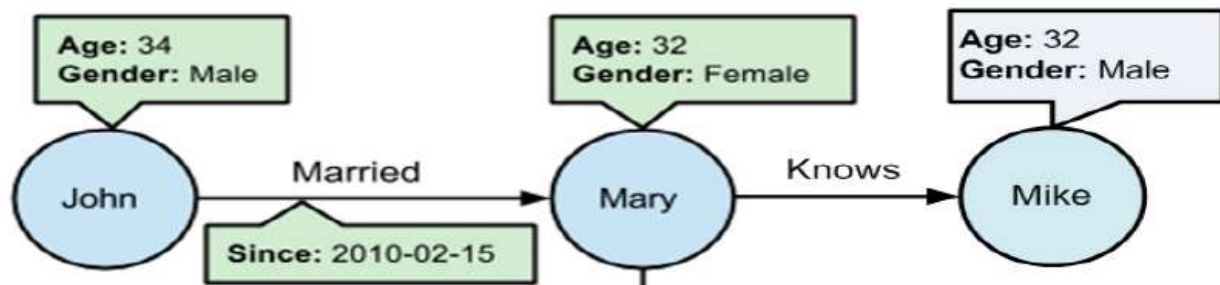 Age: 34
Gender: Male
Age: 32
Gender: Female
Age: 32
Gender: Male
John
Married
Mary
Knows
Mike
Since: 2010-02-15